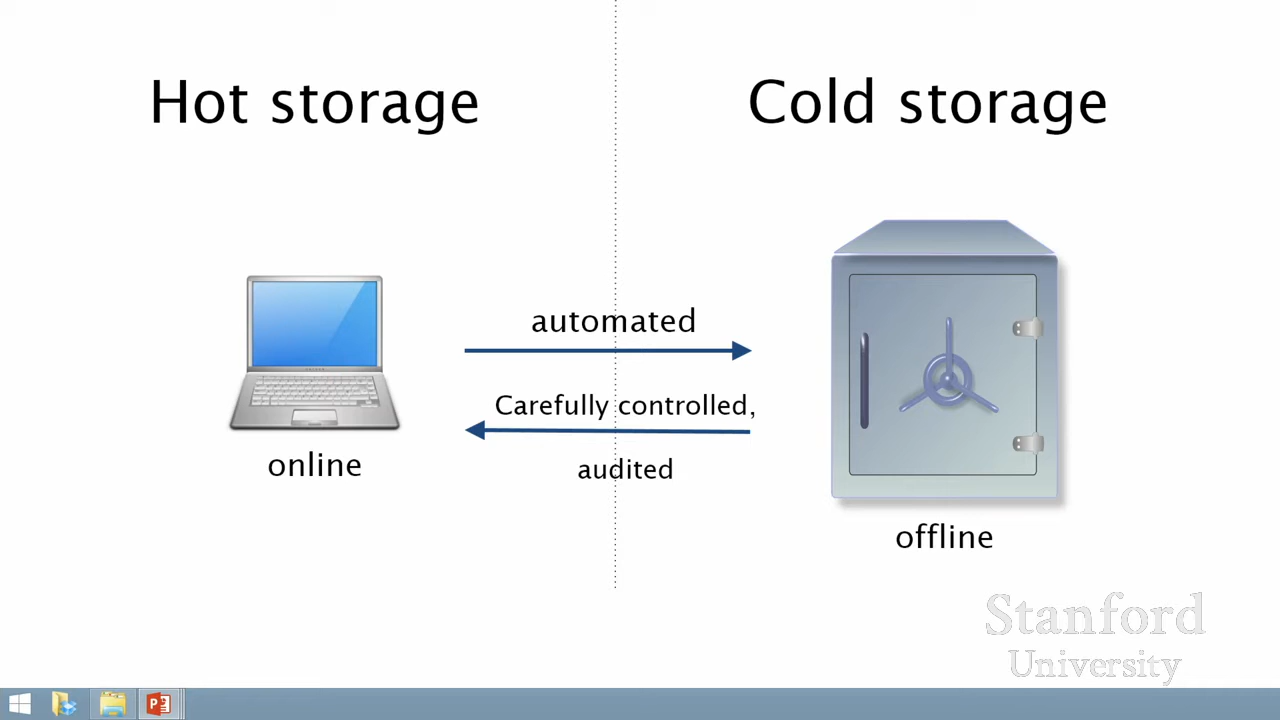 Hot storage
Cold storage
automated
Carefully controlled,
audited
online
offline
Stanford
University